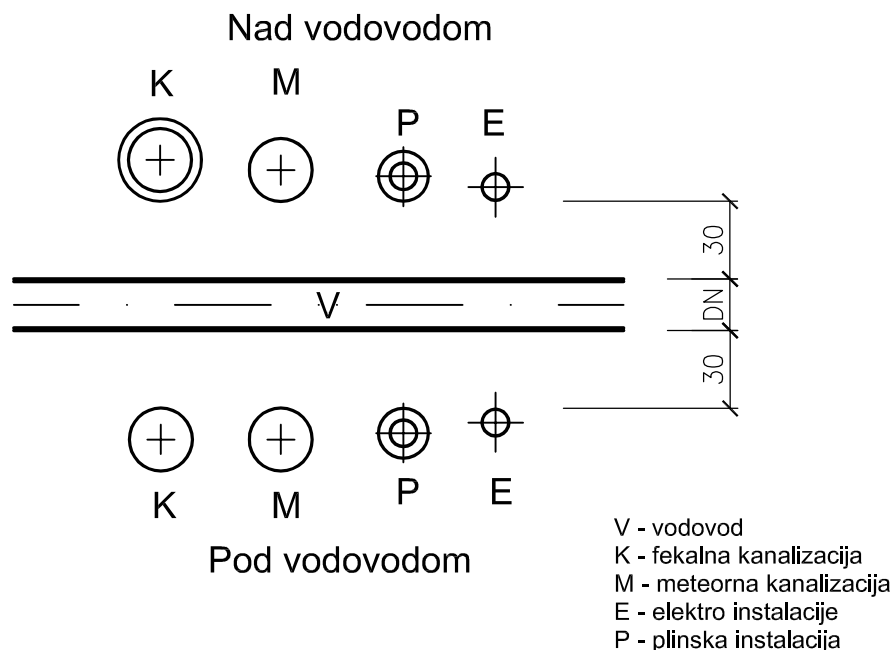 Nad vodovodom
K M P E
30
V DN
30
K M P E
Pod vodovodom
V - vodovod
K - fekalna kanalizacija
M - meteorna kanalizacija
E - elektro instalacije
P - plinska instalacija